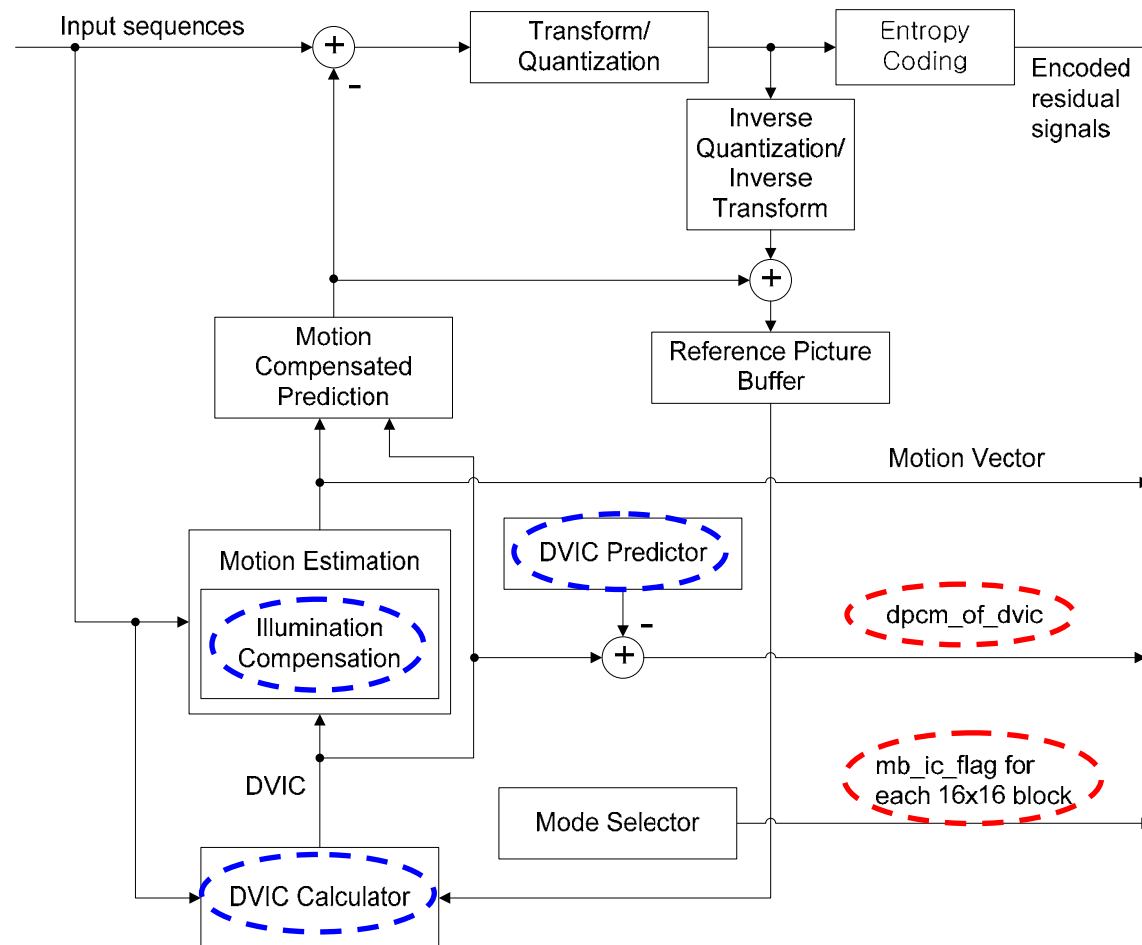 Input sequences
+
-
Transform/
Quantization
Entropy
Coding
Encoded
residual
signals
Inverse
Quantization/
Inverse
Transform
+
Motion
Compensated
Prediction
Reference Picture
Buffer
Motion Vector
DVIC Predictor
Motion Estimation
Illumination
Compensation
-
+
dpcm_of_dvic
DVIC
mb_ic_flag for
each 16x16 block
Mode Selector
DVIC Calculator